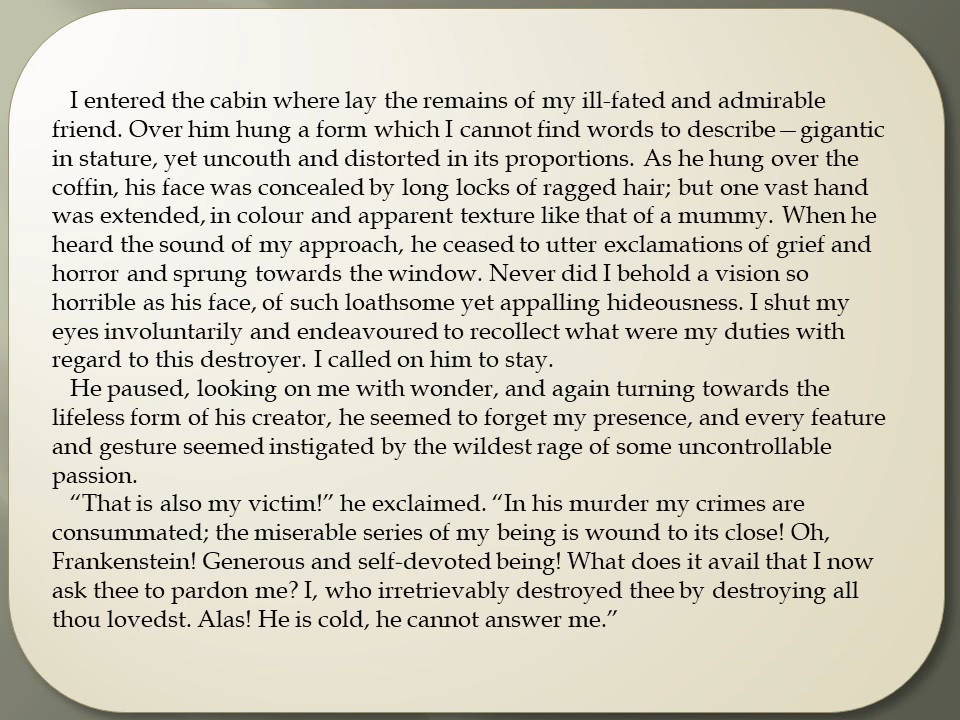 I entered the cabin where lay the remains of my ill-fated and admirable
friend. Over him hung a form which I cannot find words to describe—gigantic
in stature, yet uncouth and distorted in its proportions. As he hung over the
coffin, his face was concealed by long locks of ragged hair; but one vast hand
was extended, in colour and apparent texture like that of a mummy. When he
heard the sound of my approach, he ceased to utter exclamations of grief and
horror and sprung towards the window. Never did I behold a vision so
horrible as his face, of such loathsome yet appalling hideousness. I shut my
eyes involuntarily and endeavoured to recollect what were my duties with
regard to this destroyer. I called on him to stay.
He paused, looking on me with wonder, and again turning towards the
lifeless form of his creator, he seemed to forget my presence, and every feature
and gesture seemed instigated by the wildest rage of some uncontrollable
passion.
“That is also my victim!” he exclaimed. “In his murder my crimes are
consummated; the miserable series of my being is wound to its close! Oh,
Frankenstein! Generous and self-devoted being! What does it avail that I now
ask thee to pardon me? I, who irretrievably destroyed thee by destroying all
thou lovedst. Alas! He is cold, he cannot answer me.”